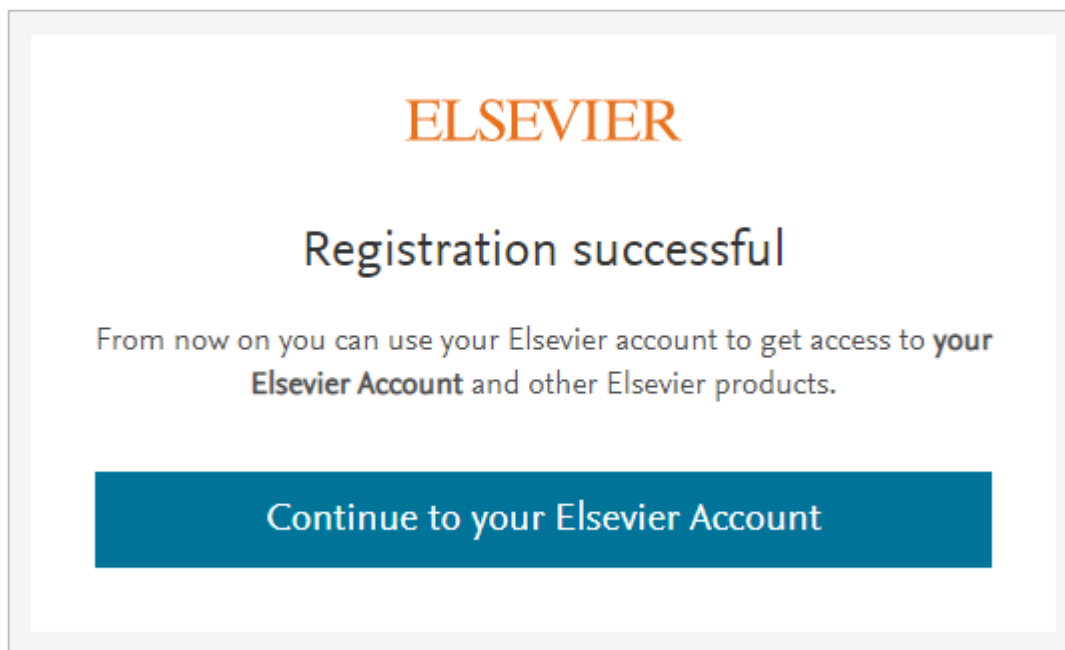 ELSEVIER
Registration successful
From now on you can use your Elsevier account to get access to your
Elsevier Account and other Elsevier products.
Continue to your Elsevier Account